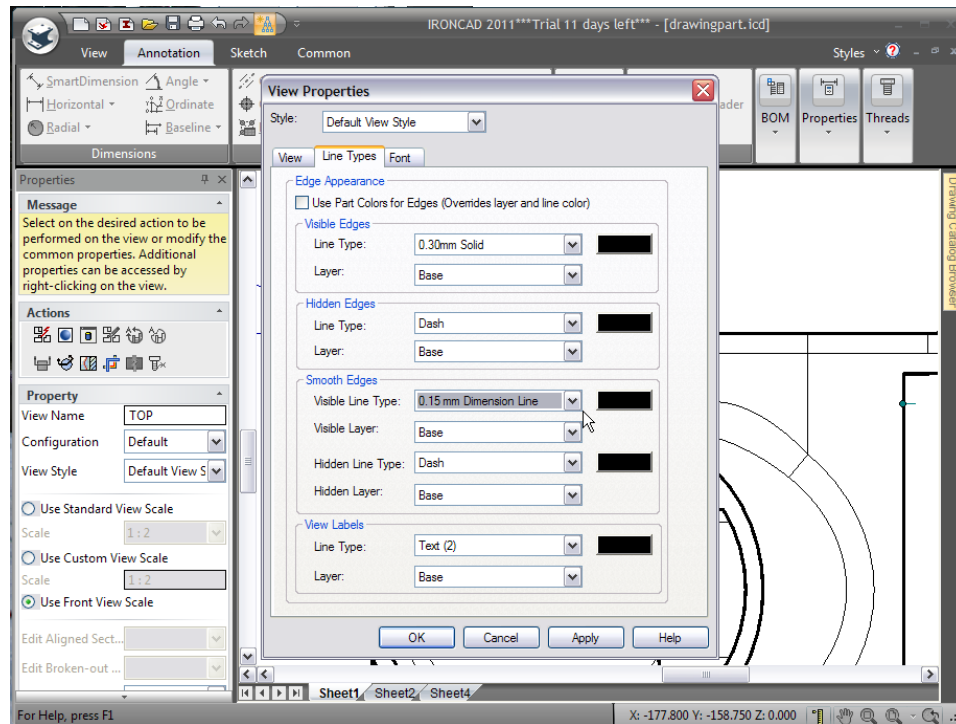 IRONCAD 2011***Trial 11 days left*** - [drawingpart.icd]
View Annotation Sketch Common Styles
SmartDimension Angle
Horizontal Ordinate
Radial Baseline
Dimensions
ader
BOM Properties Threads
View Properties
Style: Default View Style
View Line Types Font
Edge Appearance
Use Part Colors for Edges (Overrides layer and line color)
Visible Edges
Line Type: 0.30mm Solid
Layer: Base
Hidden Edges
Line Type: Dash
Layer: Base
Smooth Edges
Visible Line Type: 0.15 mm Dimension Line
Visible Layer: Base
Hidden Line Type: Dash
Hidden Layer: Base
View Labels
Line Type: Text (2)
Layer: Base
OK Cancel Apply Help
Properties
Message
Select on the desired action to be
performed on the view or modify the
common properties. Additional
properties can be accessed by
right-clicking on the view.
Actions
Property
View Name TOP
Configuration Default
View Style Default View S
Use Standard View Scale
Scale 1 : 2
Use Custom View Scale
Scale 1 : 2
Use Front View Scale
Edit Aligned Sect...
Edit Broken-out ...
Drawing Catalog Browser
Sheet1 Sheet2 Sheet4
For Help, press F1
X: -177.800 Y: -158.750 Z: 0.000